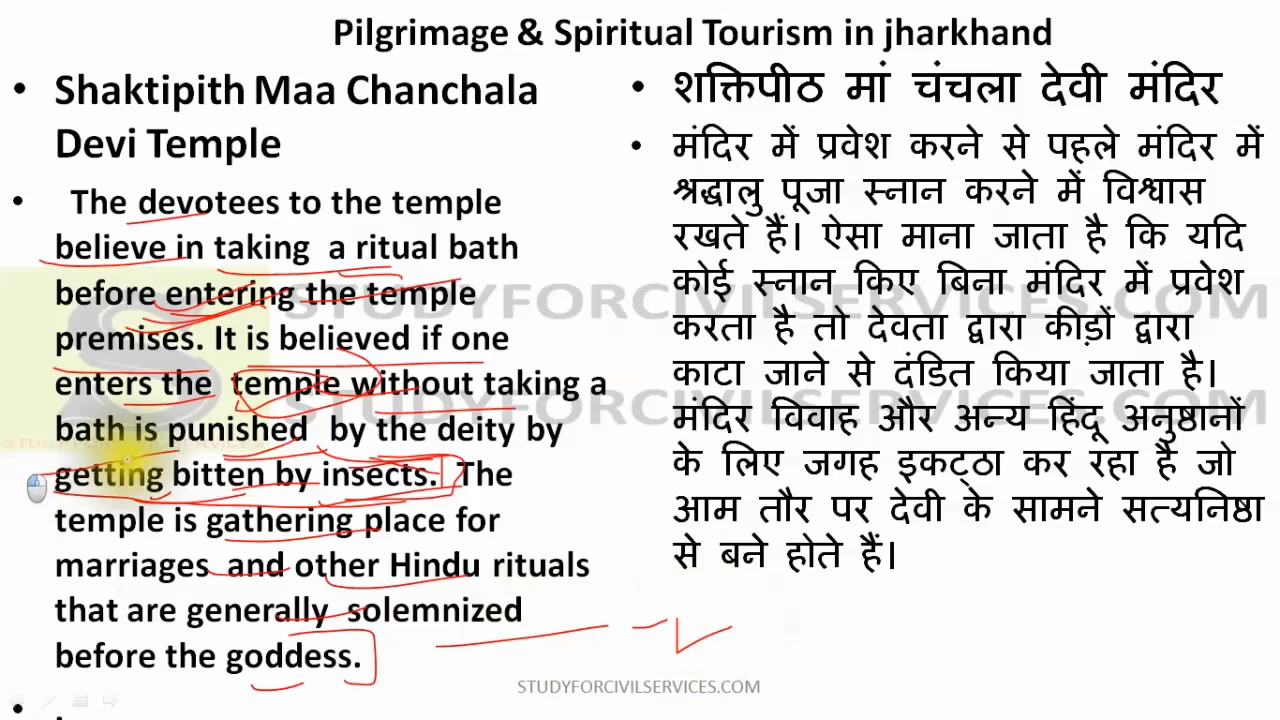 Pilgrimage & Spiritual Tourism in jharkhand
• Shaktipith Maa Chanchala
Devi Temple
• The devotees to the temple
believe in taking a ritual bath
before entering the temple
premises. It is believed if one
enters the temple without taking a
bath is punished by the deity by
getting bitten by insects. The
temple is gathering place for
marriages and other Hindu rituals
that are generally solemnized
before the goddess.
• .
• शक्तिपीठ मां चंचला देवी मंदिर
• मंदिर में प्रवेश करने से पहले मंदिर में
श्रद्धालु पूजा स्नान करने में विश्वास
रखते हैं। ऐसा माना जाता है कि यदि
कोई स्नान किए बिना मंदिर में प्रवेश
करता है तो देवता द्वारा कीड़ों द्वारा
काटा जाने से दंडित किया जाता है।
मंदिर विवाह और अन्य हिंदू अनुष्ठानों
के लिए जगह इकट्ठा कर रहा है जो
आम तौर पर देवी के सामने सत्यनिष्ठा
से बने होते हैं।
STUDYFORCIVILSERVICES.COM
STUDYFORCIVILSERVICES.COM
STUDYFORCIVILSERVICES.COM